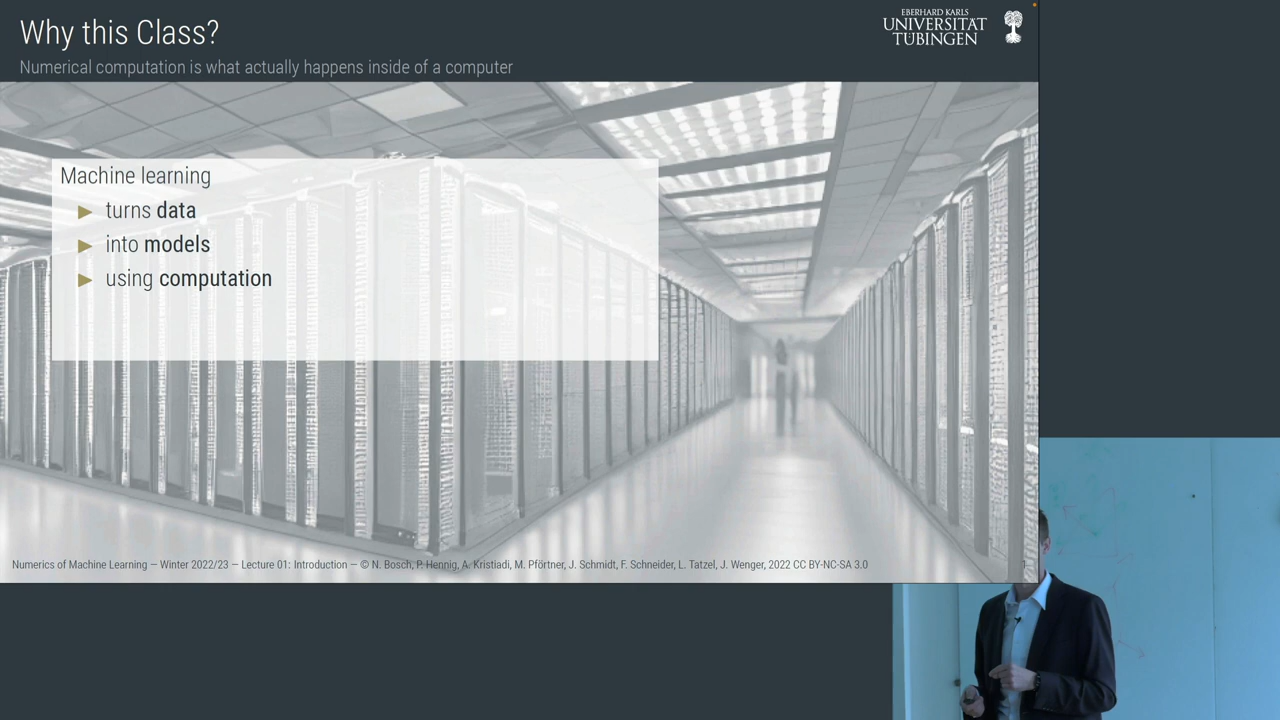 Why this Class?
Numerical computation is what actually happens inside of a computer
EBERHARD KARLS
UNIVERSITÄT
TÜBINGEN
Machine learning
turns data
into models
using computation
Numerics of Machine Learning — Winter 2022/23 — Lecture 01: Introduction — © N. Bosch, P. Hennig, A. Kristiadi, M. Pförtner, J. Schmidt, F. Schneider, L. Tatzel, J. Wenger, 2022 CC BY-NC-SA 3.0
1